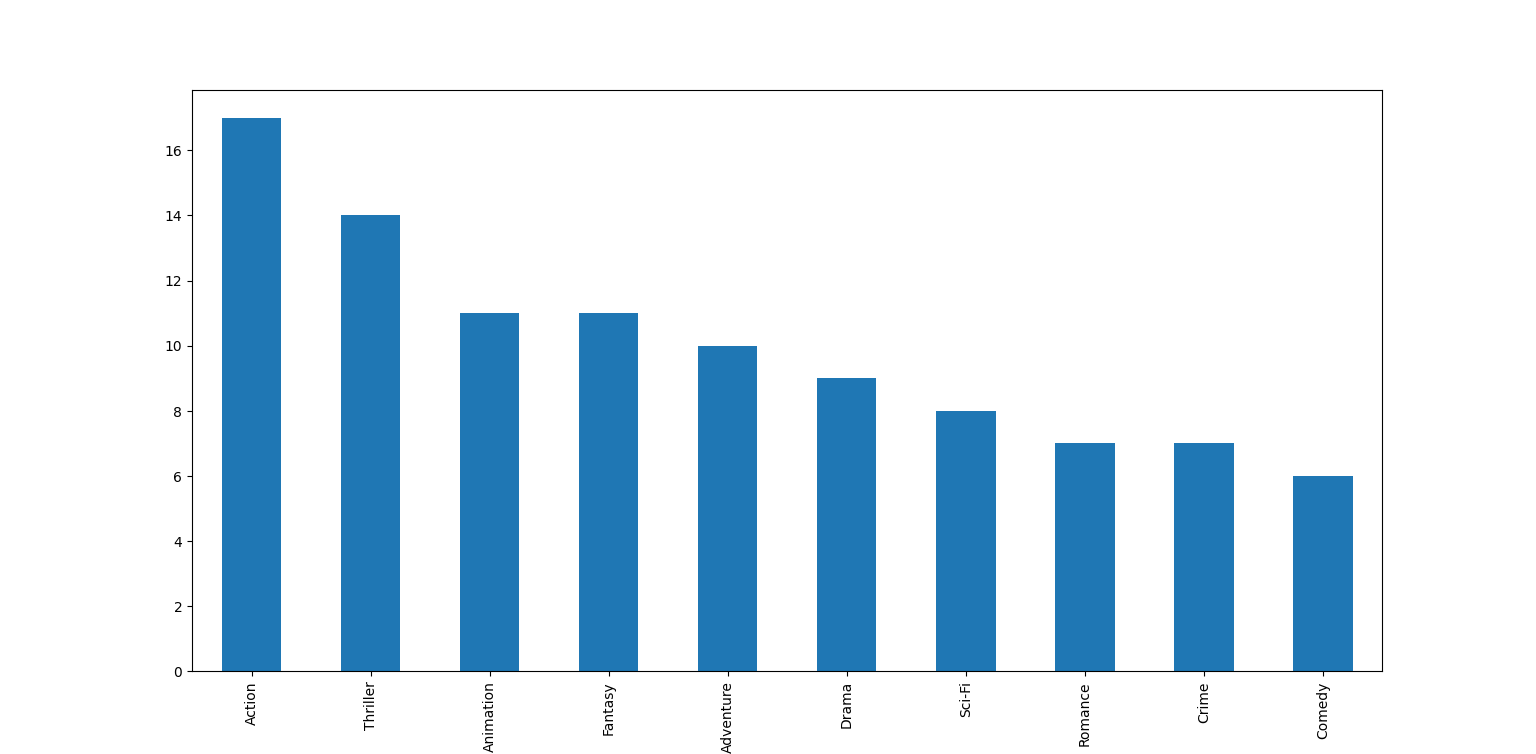 16
14
12
10
8
6
4
2
0
Action
Thriller
Animation
Fantasy
Adventure
Drama
Sci-Fi
Romance
Crime
Comedy